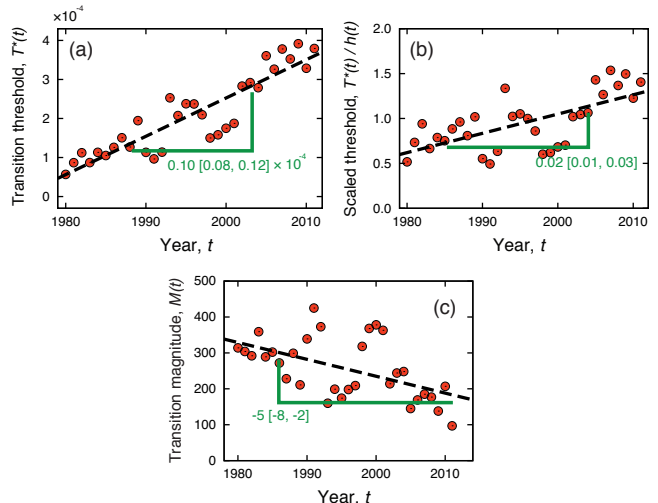 ×10⁻⁴
4
3
2
1
0
Transition threshold, T*(t)
(a)
0.10 [0.08, 0.12] × 10⁻⁴
1980
1990
2000
2010
Year, t
2.0
1.5
1.0
0.5
0.0
Scaled threshold, T*(t) / h(t)
(b)
0.02 [0.01, 0.03]
1980
1990
2000
2010
Year, t
500
400
300
200
100
0
Transition magnitude, M(t)
(c)
-5 [-8, -2]
1980
1990
2000
2010
Year, t